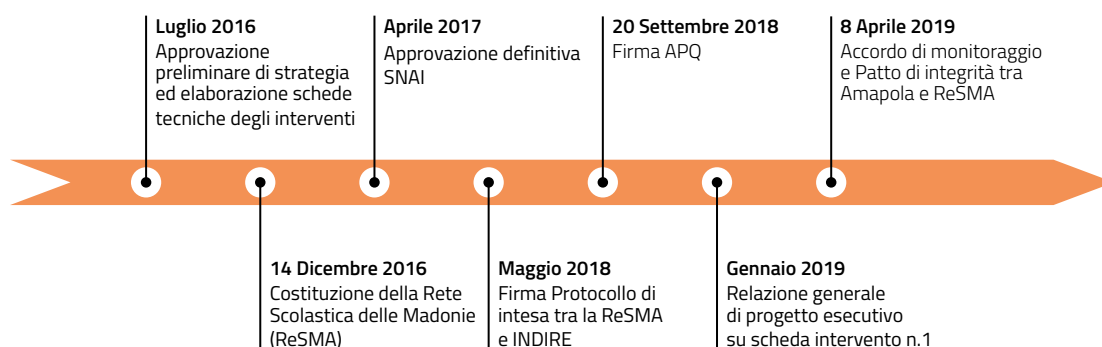 Luglio 2016
Approvazione
preliminare di strategia
ed elaborazione schede
tecniche degli interventi
Aprile 2017
Approvazione definitiva
SNAI
20 Settembre 2018
Firma APQ
8 Aprile 2019
Accordo di monitoraggio
e Patto di integrità tra
Amapola e ReSMA
14 Dicembre 2016
Costituzione della Rete
Scolastica delle Madonie
(ReSMA)
Maggio 2018
Firma Protocollo di
intesa tra la ReSMA
e INDIRE
Gennaio 2019
Relazione generale
di progetto esecutivo
su scheda intervento n.1